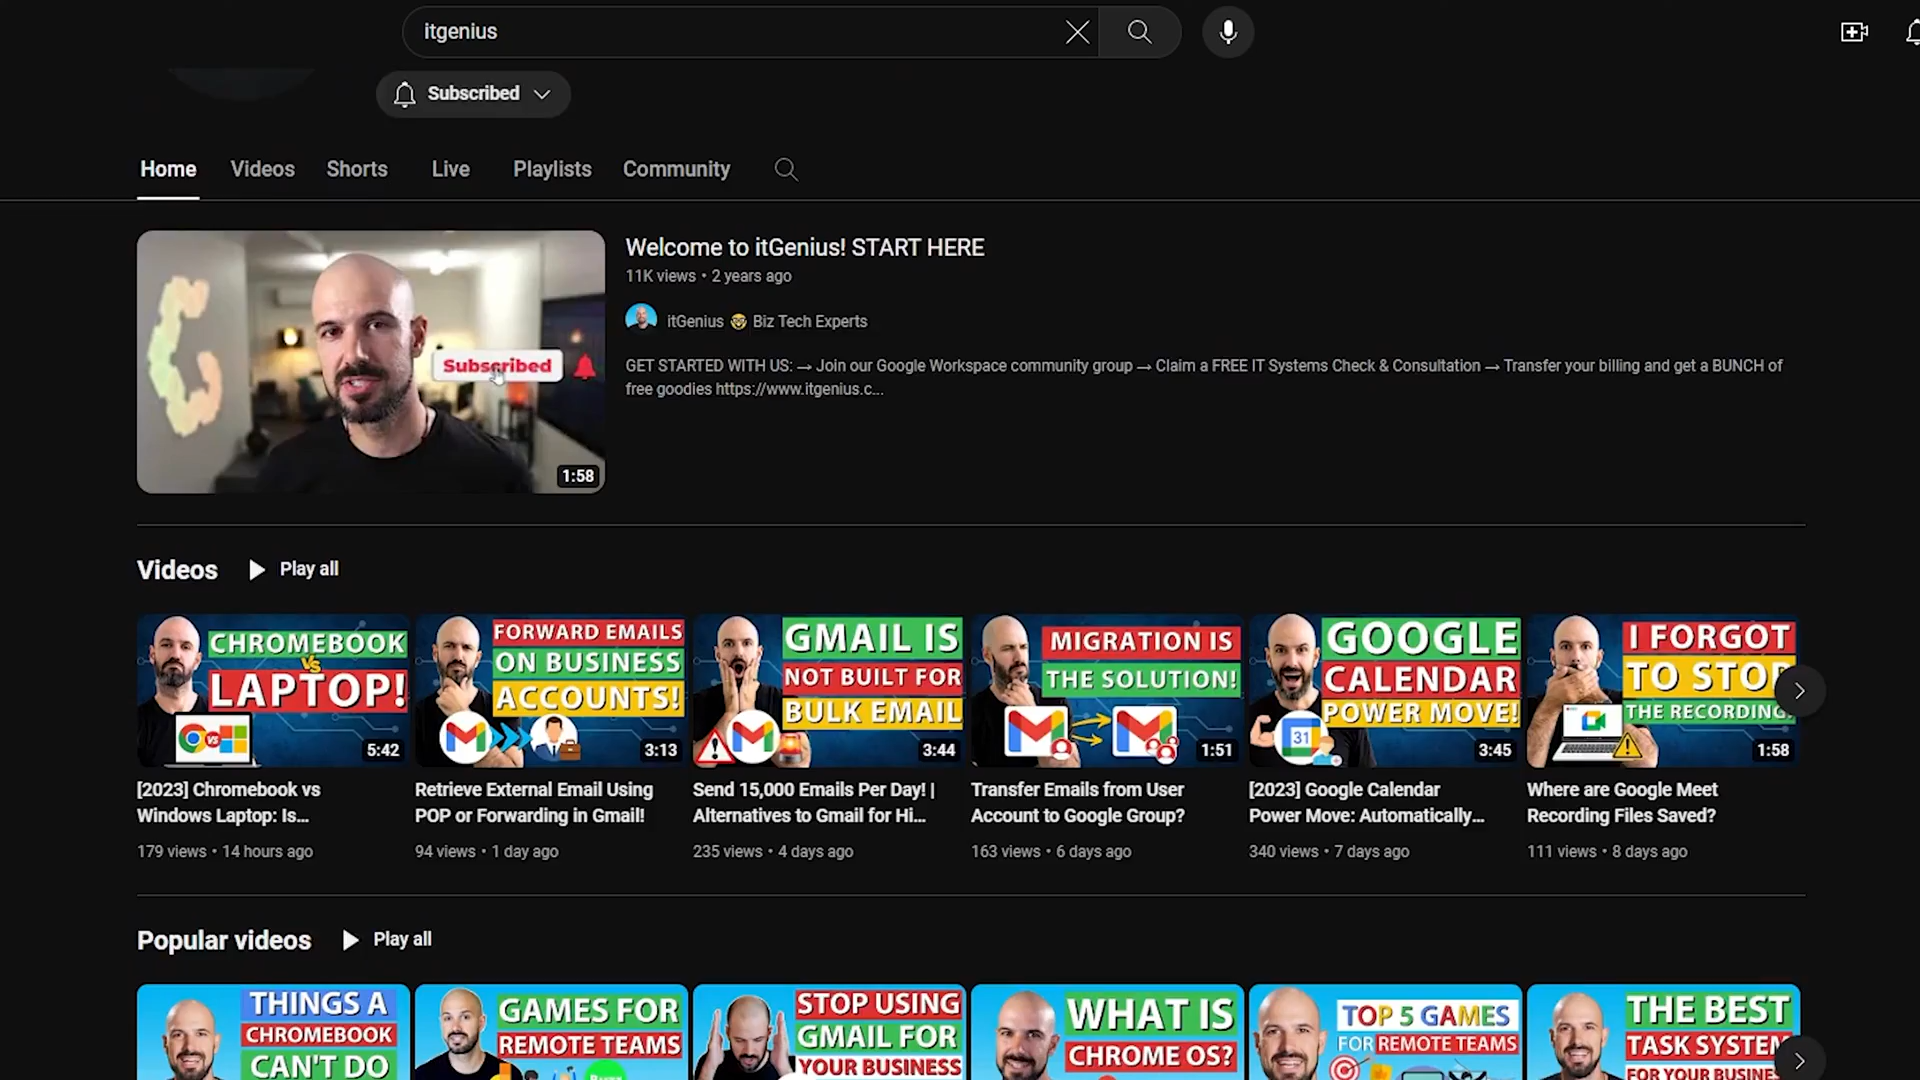 itgenius
Subscribed
Home Videos Shorts Live Playlists Community
Welcome to itGenius! START HERE
11K views • 2 years ago
itGenius 🤓 Biz Tech Experts
Subscribed
GET STARTED WITH US: → Join our Google Workspace community group → Claim a FREE IT Systems Check & Consultation → Transfer your billing and get a BUNCH of
free goodies https://www.itgenius.c...
1:58
Videos Play all
CHROMEBOOK
VS
LAPTOP!
5:42
FORWARD EMAILS
ON BUSINESS
ACCOUNTS!
3:13
GMAIL IS
NOT BUILT FOR
BULK EMAIL
3:44
MIGRATION IS
THE SOLUTION!
1:51
GOOGLE
CALENDAR
POWER MOVE!
31
3:45
I FORGOT
TO STOP
THE RECORDING!
1:58
[2023] Chromebook vs
Windows Laptop: Is...
179 views • 14 hours ago
Retrieve External Email Using
POP or Forwarding in Gmail!
94 views • 1 day ago
Send 15,000 Emails Per Day! |
Alternatives to Gmail for Hi...
235 views • 4 days ago
Transfer Emails from User
Account to Google Group?
163 views • 6 days ago
[2023] Google Calendar
Power Move: Automatically...
340 views • 7 days ago
Where are Google Meet
Recording Files Saved?
111 views • 8 days ago
Popular videos Play all
THINGS A
CHROMEBOOK
CAN'T DO
GAMES FOR
REMOTE TEAMS
STOP USING
GMAIL FOR
YOUR BUSINESS
WHAT IS
CHROME OS?
TOP 5 GAMES
FOR REMOTE TEAMS
THE BEST
TASK SYSTEM
FOR YOUR BUSINESS